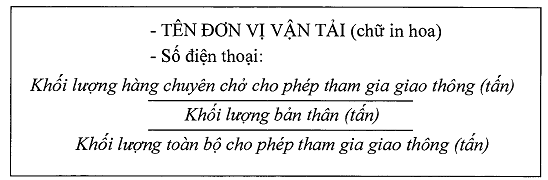 - TÊN ĐƠN VỊ VẬN TẢI (chữ in hoa)
- Số điện thoại:
Khối lượng hàng chuyên chở cho phép tham gia giao thông (tấn)
Khối lượng bản thân (tấn)
Khối lượng toàn bộ cho phép tham gia giao thông (tấn)